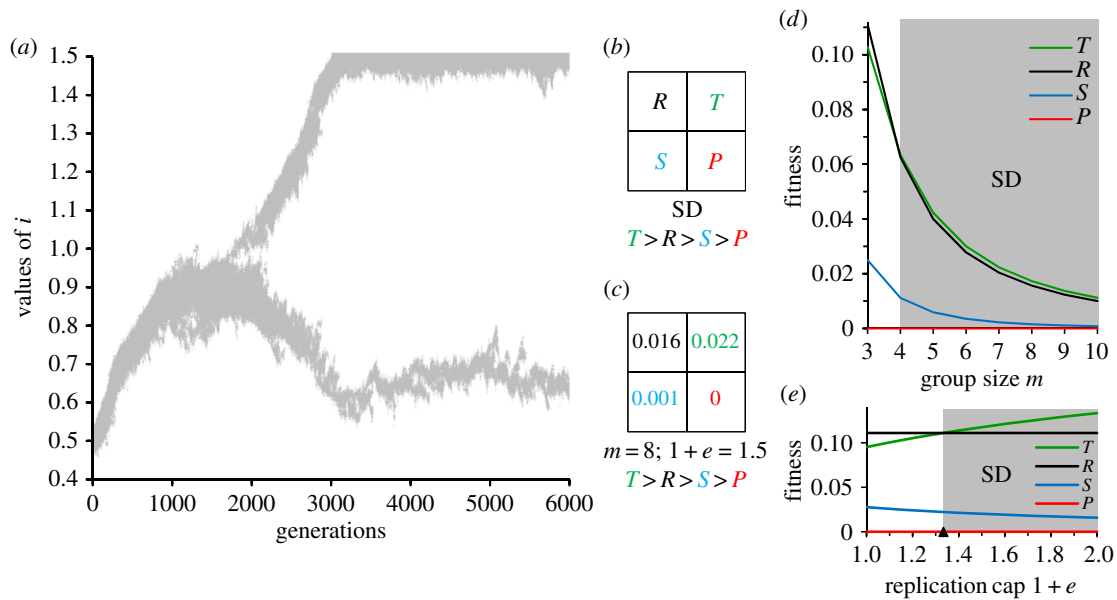 (a)
1.5
1.4
1.3
1.2
1.1
1.0
0.9
0.8
0.7
0.6
0.5
0.4
values of i
0 1000 2000 3000 4000 5000 6000
generations
(b)
R T
S P
SD
T > R > S > P
(c)
0.016 0.022
0.001 0
m = 8; 1 + e = 1.5
T > R > S > P
(d)
0.10
0.08
0.06
0.04
0.02
0
fitness
T
R
S
P
SD
3 4 5 6 7 8 9 10
group size m
(e)
0.10
0.05
0
fitness
T
R
S
P
SD
1.0 1.2 1.4 1.6 1.8 2.0
replication cap 1 + e